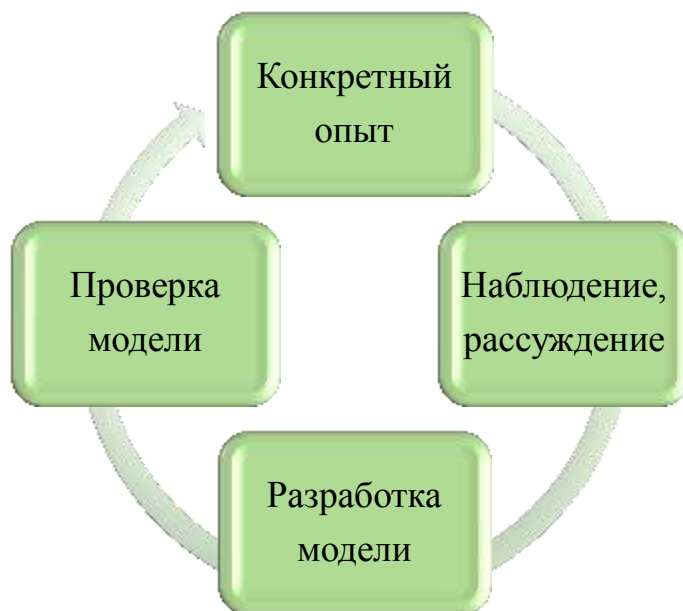 Конкретный
опыт
Наблюдение,
рассуждение
Разработка
модели
Проверка
модели